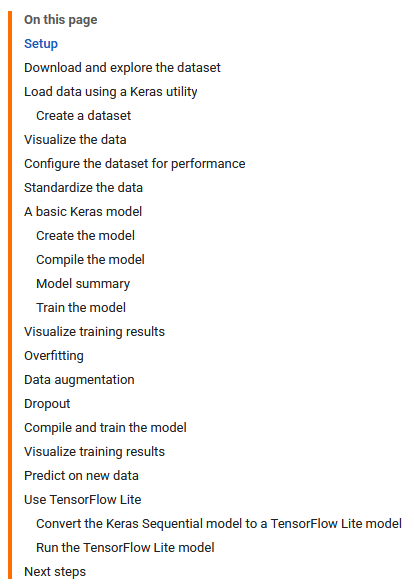 On this page
Setup
Download and explore the dataset
Load data using a Keras utility
Create a dataset
Visualize the data
Configure the dataset for performance
Standardize the data
A basic Keras model
Create the model
Compile the model
Model summary
Train the model
Visualize training results
Overfitting
Data augmentation
Dropout
Compile and train the model
Visualize training results
Predict on new data
Use TensorFlow Lite
Convert the Keras Sequential model to a TensorFlow Lite model
Run the TensorFlow Lite model
Next steps